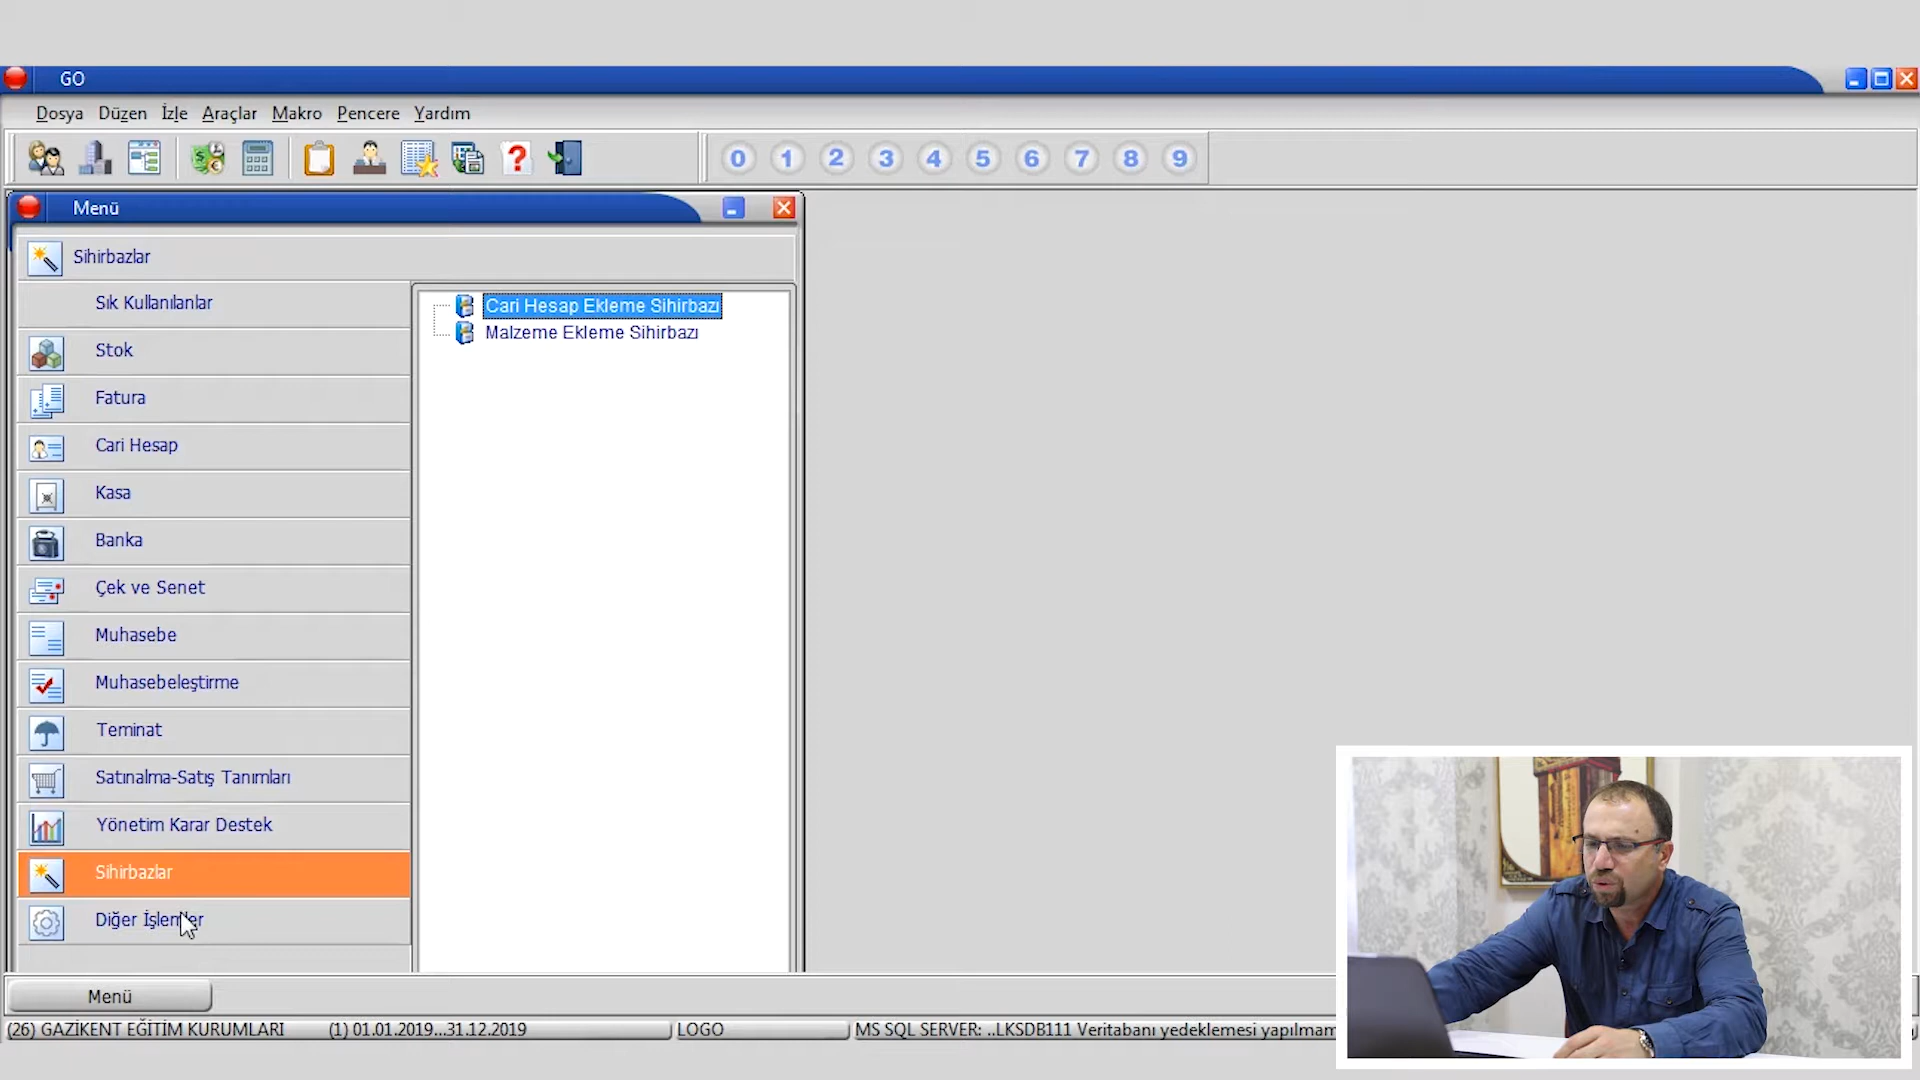 GO
Dosya Düzen İzle Araçlar Makro Pencere Yardım
0 1 2 3 4 5 6 7 8 9
Menü
Sihirbazlar
Sık Kullanılanlar
Stok
Fatura
Cari Hesap
Kasa
Banka
Çek ve Senet
Muhasebe
Muhasebeleştirme
Teminat
Satınalma-Satış Tanımları
Yönetim Karar Destek
Sihirbazlar
Diğer İşlemler
Cari Hesap Ekleme Sihirbazı
Malzeme Ekleme Sihirbazı
Menü
(26) GAZİKENT EĞİTİM KURUMLARI (1) 01.01.2019...31.12.2019 LOGO MS SQL SERVER: ..LKSDB111 Veritabanı yedeklemesi yapılmam